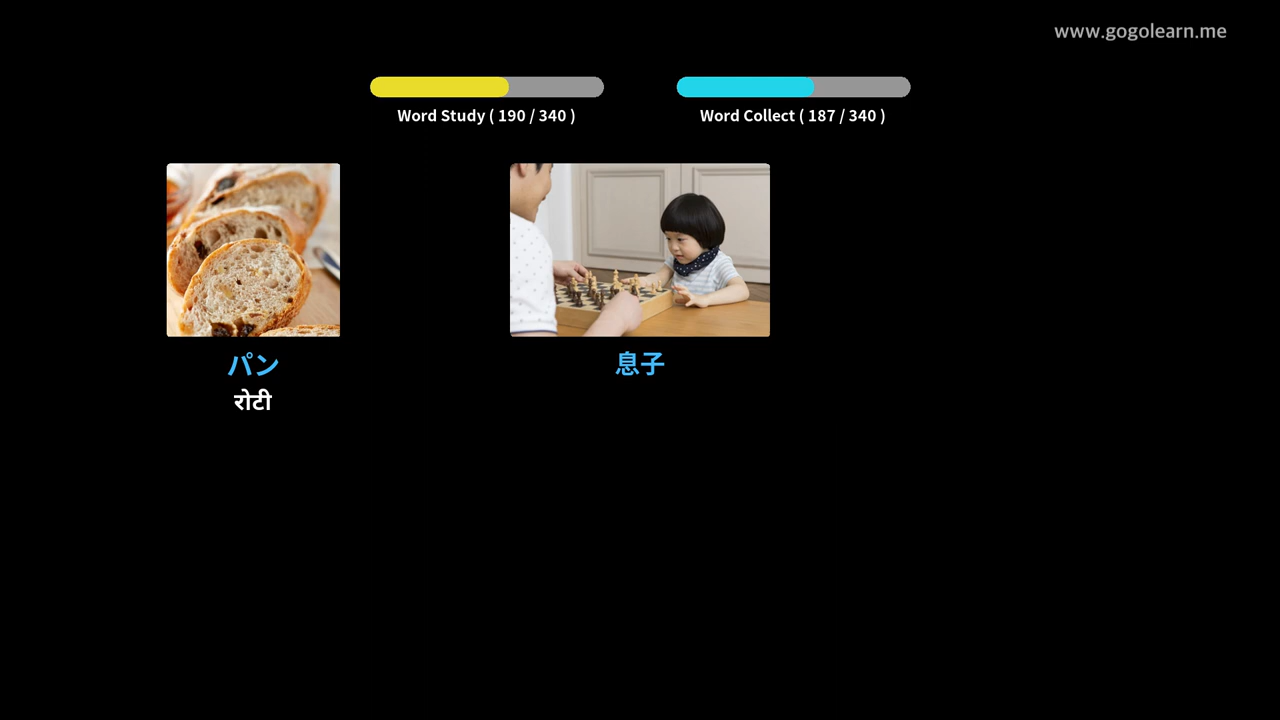 www.gogolearn.me
Word Study ( 190 / 340 )
Word Collect ( 187 / 340 )
パン
रोटी
息子